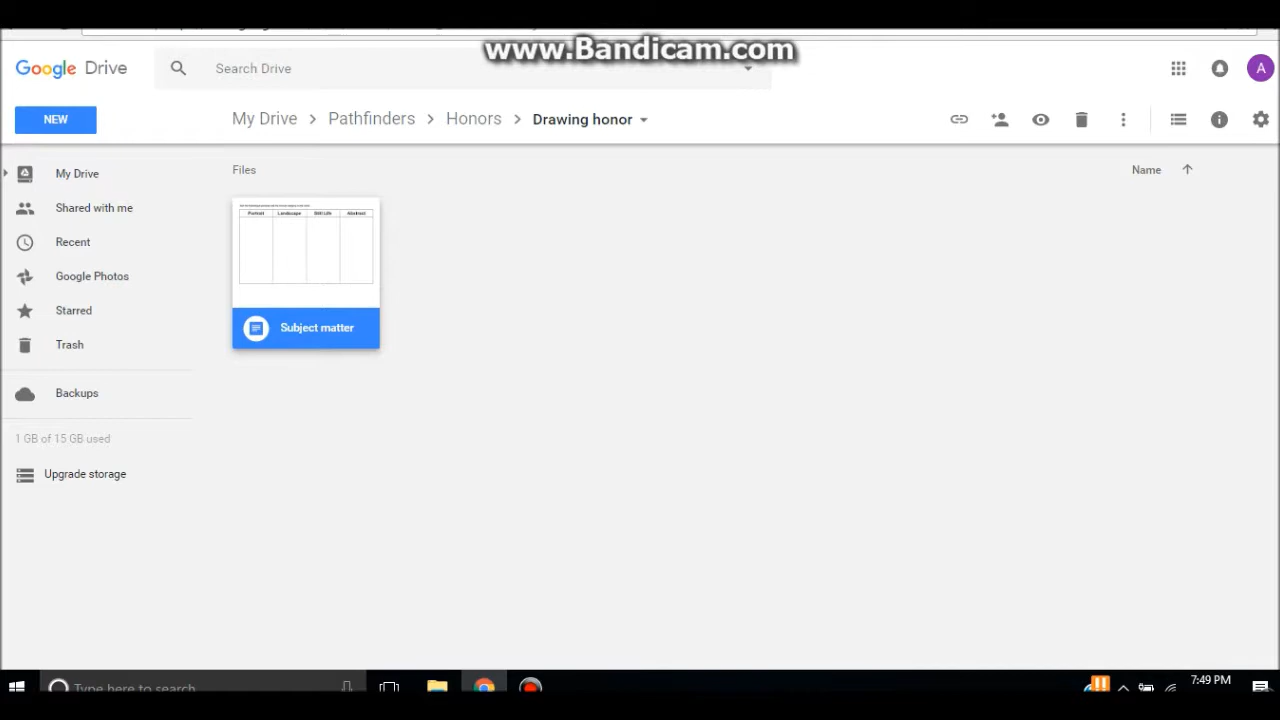 www.Bandicam.com
Google Drive
Search Drive
A
NEW
My Drive > Pathfinders > Honors > Drawing honor
My Drive
Shared with me
Recent
Google Photos
Starred
Trash
Backups
1 GB of 15 GB used
Upgrade storage
Files
Name
Portrait Landscape Still Life Abstract
Subject matter
Type here to search
7:49 PM